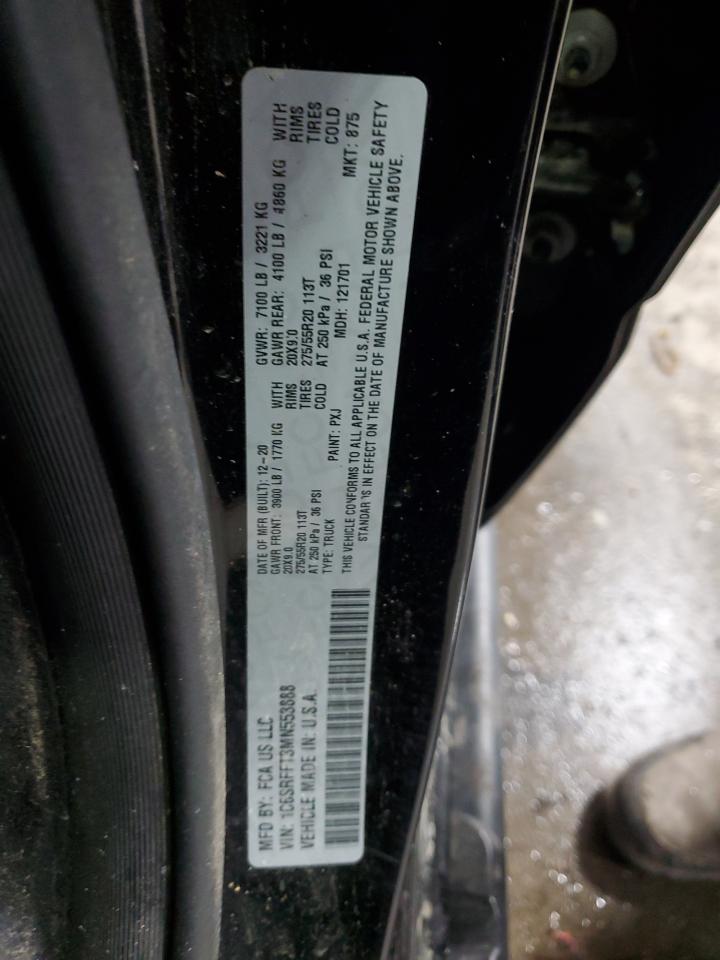 MFD BY: FCA US LLC
DATE OF MFR (BUILT): 12-20
GVWR: 7100 LB / 3221 KG
VIN: 1C6SRFFT3MN553888
GAWR FRONT: 3900 LB / 1770 KG WITH
GAWR REAR: 4100 LB / 1860 KG WITH
20X9.0 RIMS
20X9.0 RIMS
275/55R20 113T TIRES
275/55R20 113T TIRES
AT 250 kPa / 36 PSI COLD
AT 250 kPa / 36 PSI COLD
VEHICLE MADE IN: U.S.A.
TYPE: TRUCK PAINT: PXJ MDH: 121701 MKT: 875
THIS VEHICLE CONFORMS TO ALL APPLICABLE U.S.A. FEDERAL MOTOR VEHICLE SAFETY
STANDARDS IN EFFECT ON THE DATE OF MANUFACTURE SHOWN ABOVE.